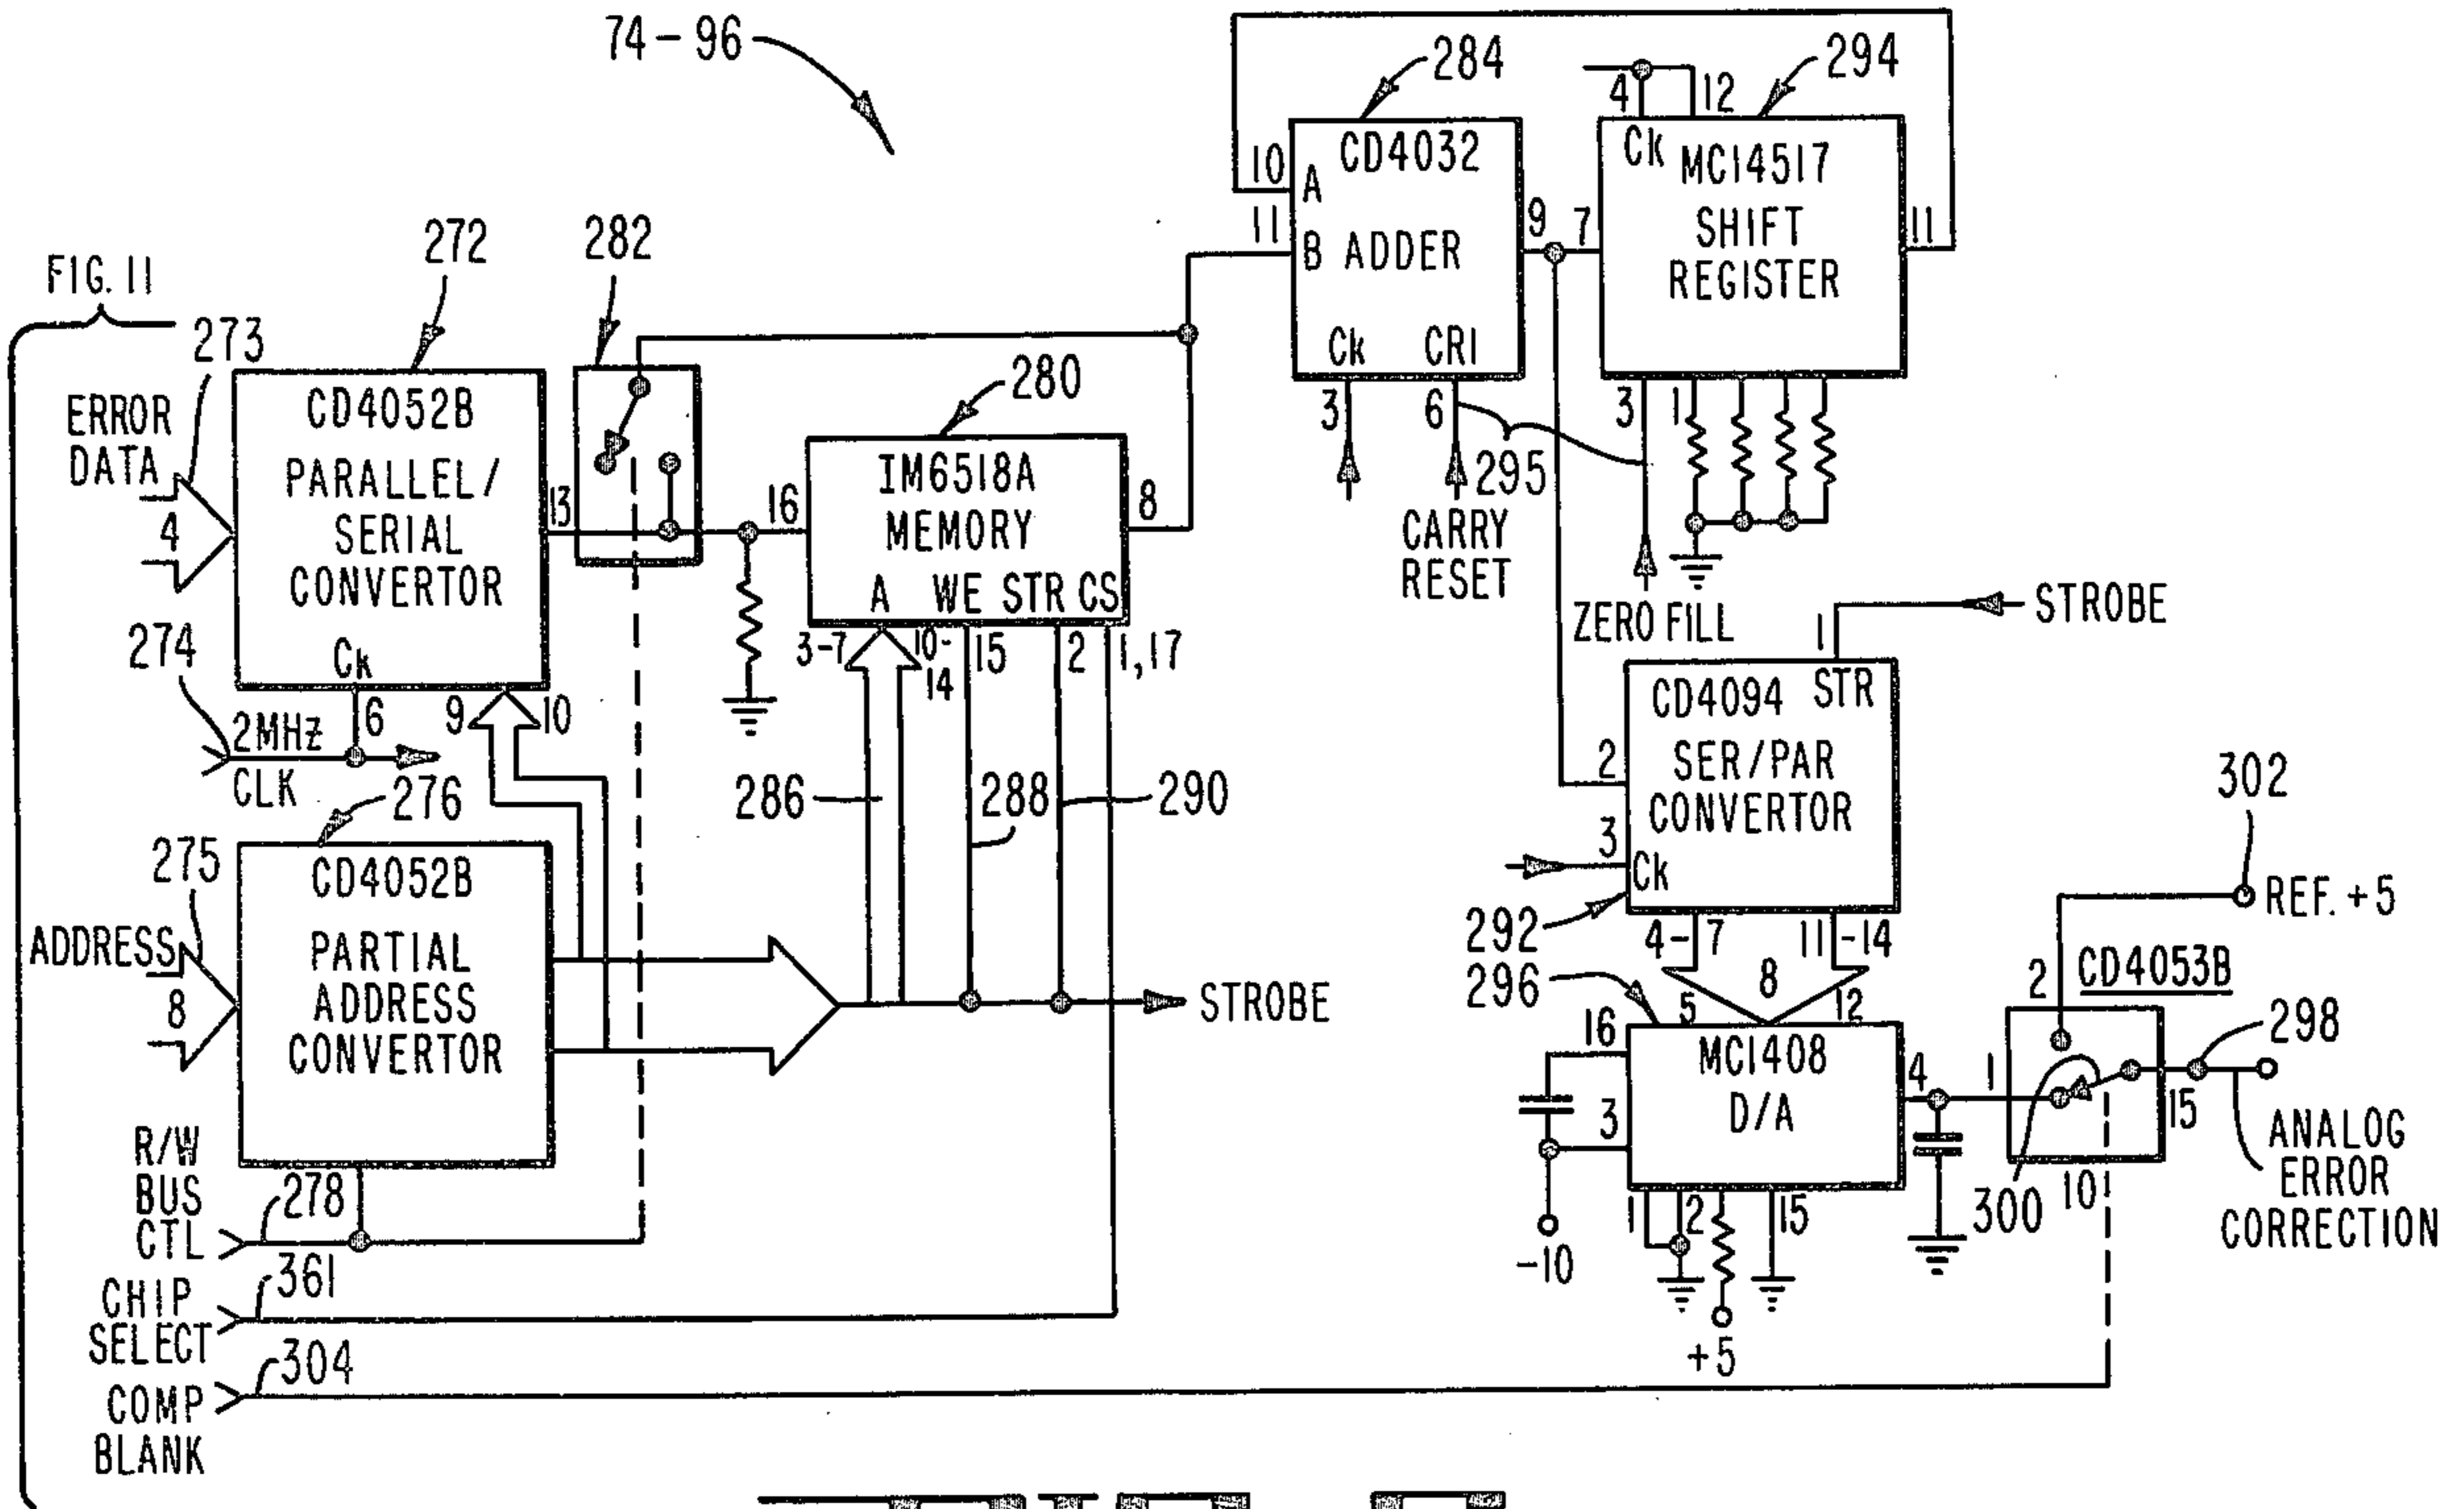 74-96
FIG. 11
272
282
273
ERROR
DATA
4
CD4052B
PARALLEL/
SERIAL
CONVERTOR
Ck
13
274
2MHz
CLK
6
9
10
276
275
ADDRESS
8
CD4052B
PARTIAL
ADDRESS
CONVERTOR
R/W
BUS
CTL
278
CHIP
SELECT
361
COMP
BLANK
304
280
16
IM6518A
MEMORY
A WE STR CS
8
3-7
10-
14
15
2
1,17
286
288
290
STROBE
284
10
11
A
CD4032
B ADDER
Ck CRI
9
3
6
295
CARRY
RESET
294
4
12
Ck
MC14517
SHIFT
REGISTER
7
11
3
1
ZERO FILL
STROBE
1
STR
CD4094
SER/PAR
CONVERTOR
2
3
Ck
292
4-7
11-14
8
296
5
12
16
3
MC1408
D/A
4
-10
1
2
15
+5
302
REF. +5
CD4053B
2
1
298
15
300
10
ANALOG
ERROR
CORRECTION